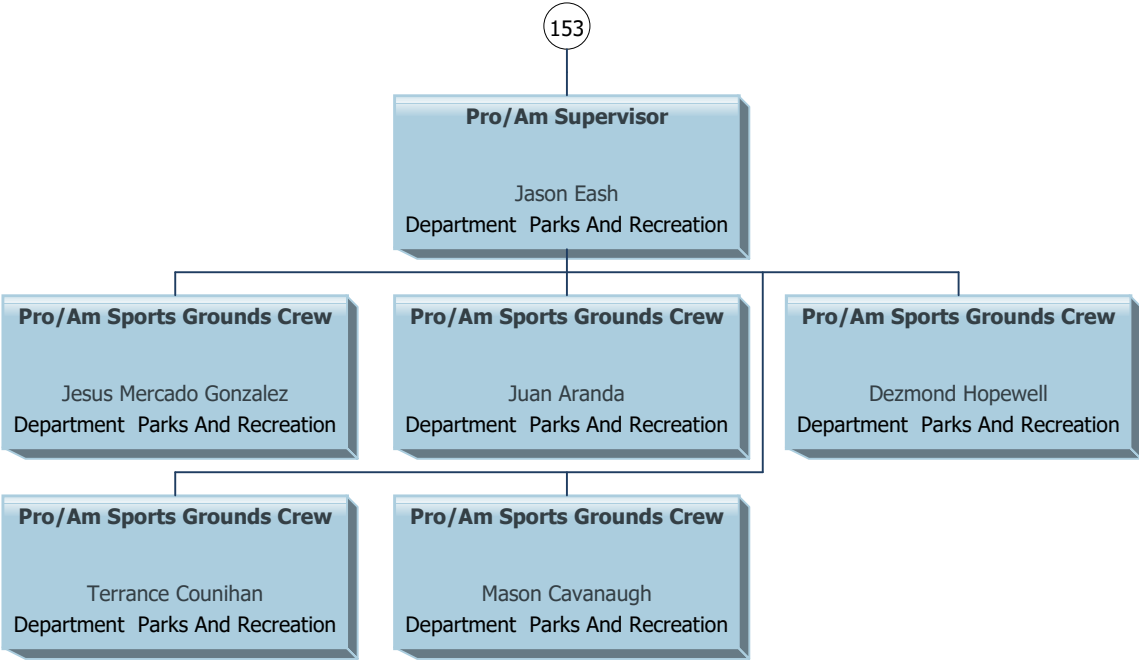 153
Pro/Am Supervisor
Jason Eash
Department  Parks And Recreation
Pro/Am Sports Grounds Crew
Jesus Mercado Gonzalez
Department  Parks And Recreation
Pro/Am Sports Grounds Crew
Juan Aranda
Department  Parks And Recreation
Pro/Am Sports Grounds Crew
Dezmond Hopewell
Department  Parks And Recreation
Pro/Am Sports Grounds Crew
Terrance Counihan
Department  Parks And Recreation
Pro/Am Sports Grounds Crew
Mason Cavanaugh
Department  Parks And Recreation